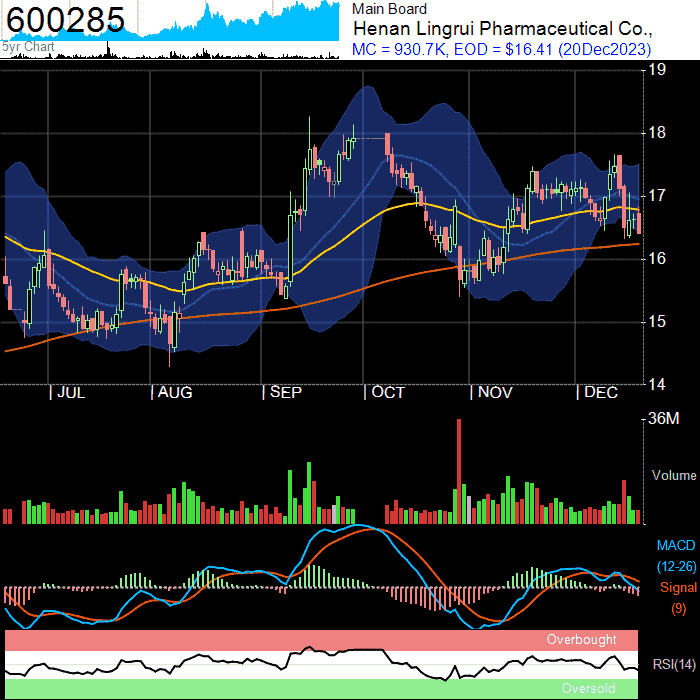 600285
5yr Chart
Main Board
Henan Lingrui Pharmaceutical Co.,
MC = 930.7K, EOD = $16.41 (20Dec2023)
19
18
17
16
15
14
| JUL | AUG | SEP | OCT | NOV | DEC
36M
Volume
MACD
(12-26)
Signal
(9)
Overbought
RSI(14)
Oversold